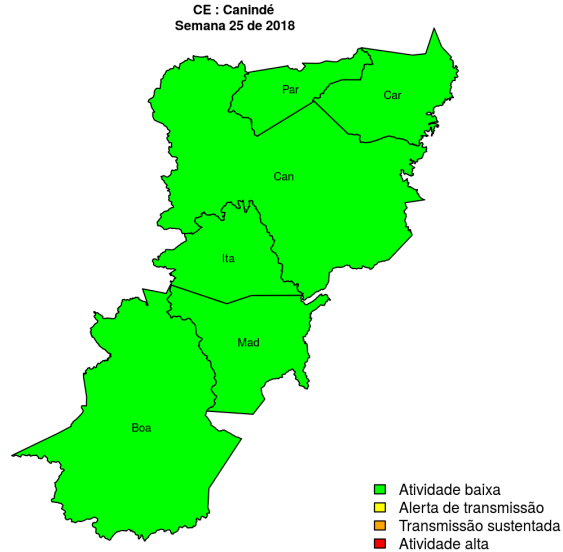 CE : Canindé
Semana 25 de 2018
Par
Car
Can
Ita
Mad
Boa
Atividade baixa
Alerta de transmissão
Transmissão sustentada
Atividade alta